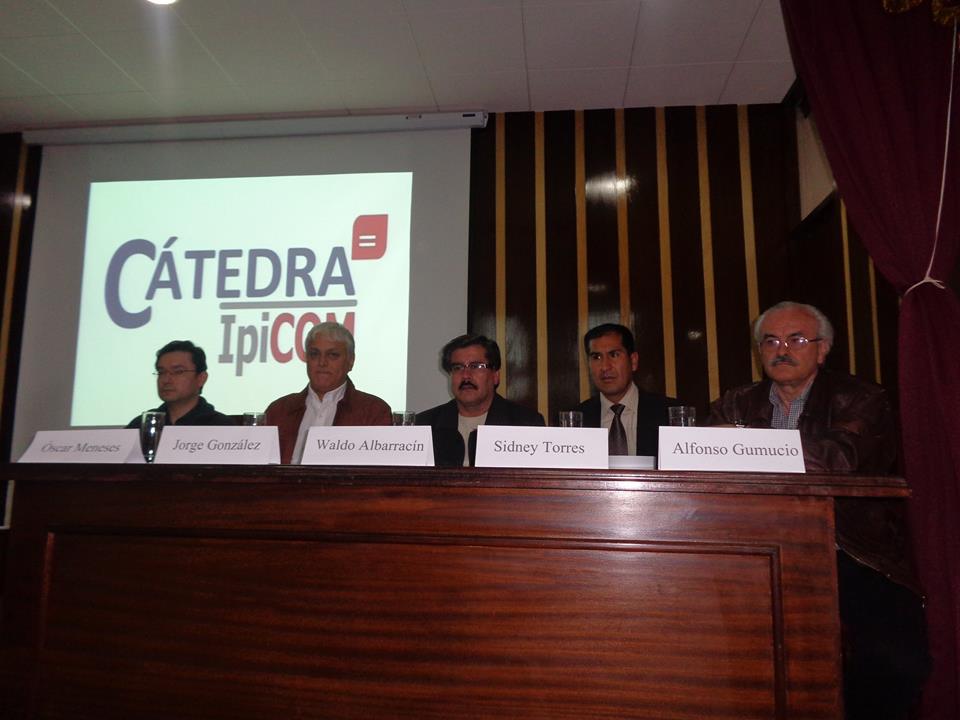 CÁTEDRA =
IpiCOM
Óscar Meneses
Jorge González
Waldo Albarracín
Sidney Torres
Alfonso Gumucio